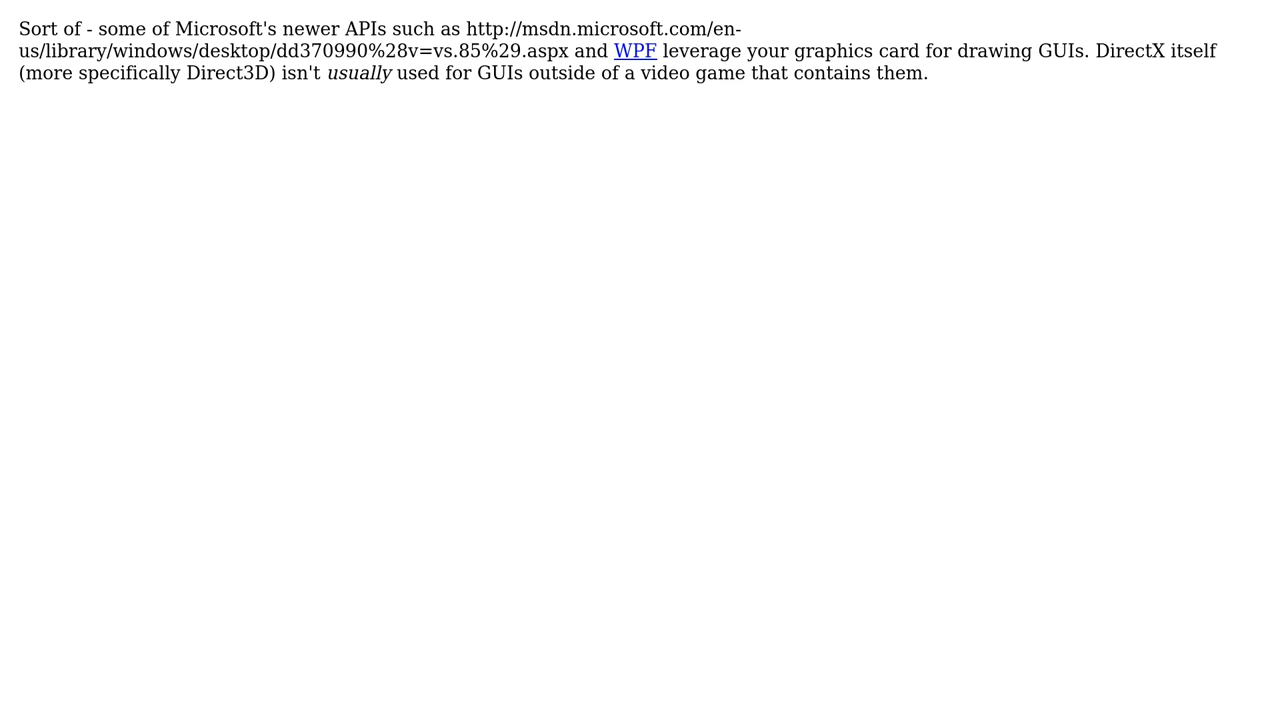 Sort of - some of Microsoft's newer APIs such as http://msdn.microsoft.com/en-
us/library/windows/desktop/dd370990%28v=vs.85%29.aspx and WPF leverage your graphics card for drawing GUIs. DirectX itself
(more specifically Direct3D) isn't usually used for GUIs outside of a video game that contains them.